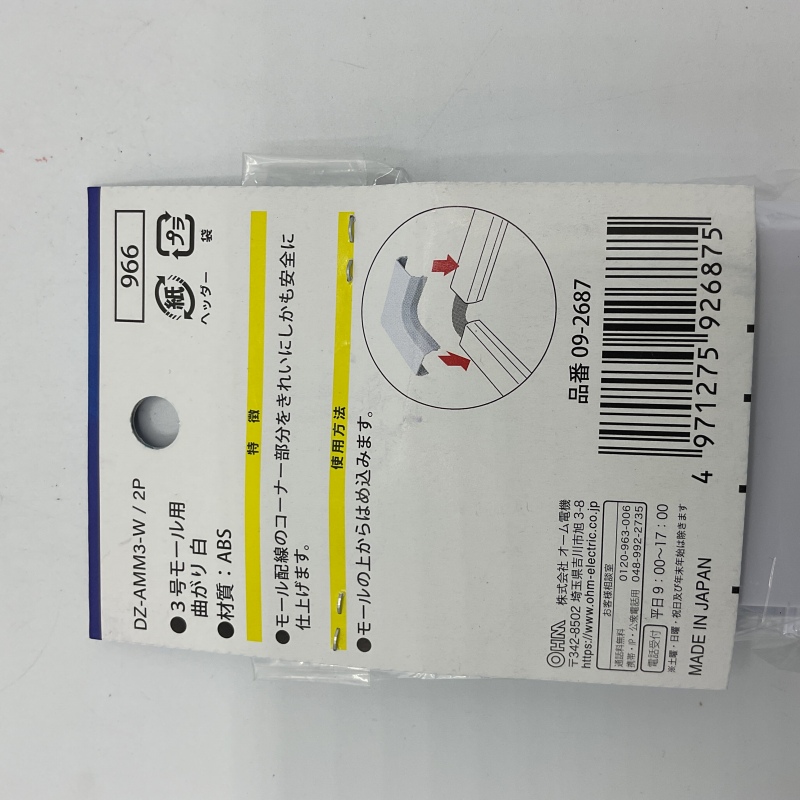 DZ-AMM3-W / 2P
966
●3号モール用
曲がり 白
●材質：ABS
紙
ヘッダー
プラ
袋
特 徴
●モール配線のコーナー部分をきれいにしかも安全に
仕上げます。
使用方法
●モールの上からはめ込みます。
品番 09-2687
4 971275 926875
OHM 株式会社 オーム電機
〒342-8502 埼玉県吉川市旭 3-8
https://www.ohm-electric.co.jp
お客様相談室
通話料無料 0120-963-006
携帯・IP・公衆電話用 048-992-2735
電話受付 平日 9：00～17：00
※土曜・日曜・祝日及び年末年始は除きます
MADE IN JAPAN